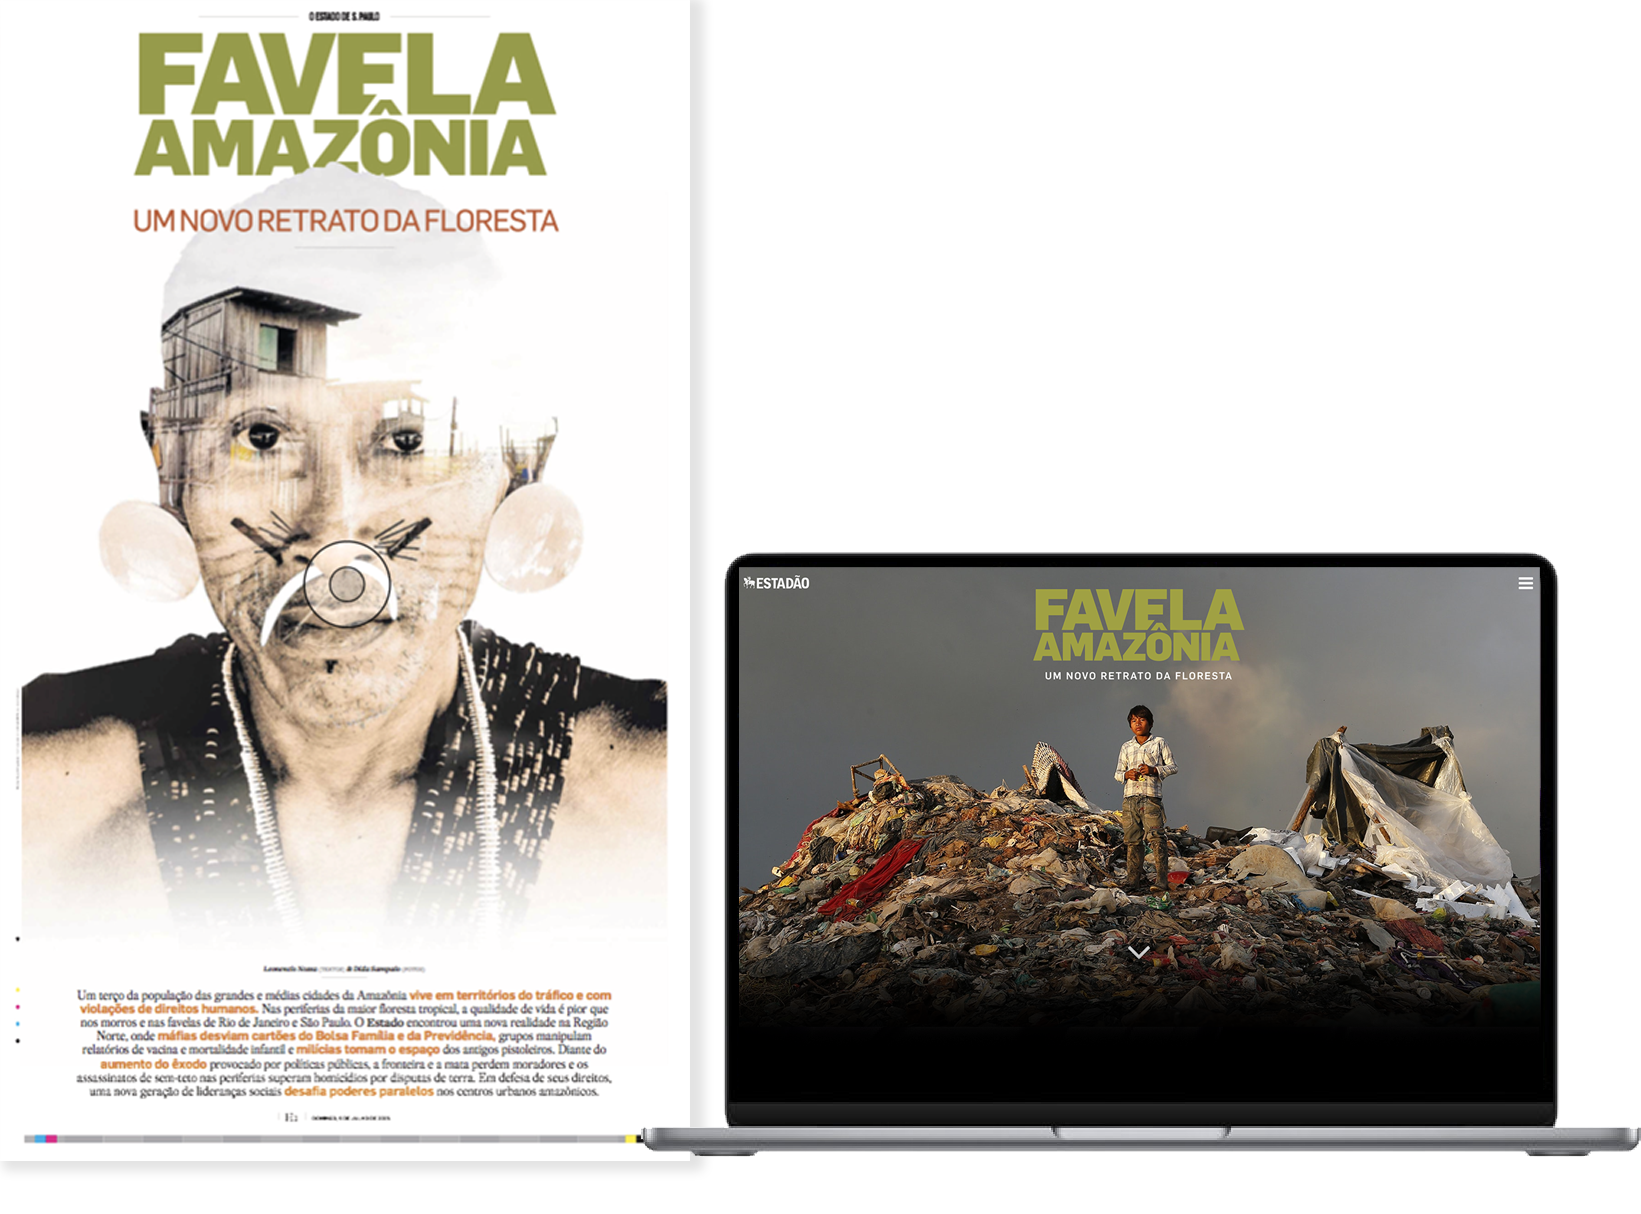 O ESTADO DE S. PAULO
FAVELA
AMAZÔNIA
UM NOVO RETRATO DA FLORESTA
Leonencio Nossa (TEXTOS) & Dida Sampaio (FOTOS)
Um terço da população das grandes e médias cidades da Amazônia vive em territórios do tráfico e com
violações de direitos humanos. Nas periferias da maior floresta tropical, a qualidade de vida é pior que
nos morros e nas favelas de Rio de Janeiro e São Paulo. O Estado encontrou uma nova realidade na Região
Norte, onde máfias desviam cartões do Bolsa Família e da Previdência, grupos manipulam
relatórios de vacina e mortalidade infantil e milícias tomam o espaço dos antigos pistoleiros. Diante do
aumento do êxodo provocado por políticas públicas, a fronteira e a mata perdem moradores e os
assassinatos de sem-teto nas periferias superam homicídios por disputas de terra. Em defesa de seus direitos,
uma nova geração de lideranças sociais desafia poderes paralelos nos centros urbanos amazônicos.
ESTADÃO
FAVELA
AMAZÔNIA
UM NOVO RETRATO DA FLORESTA